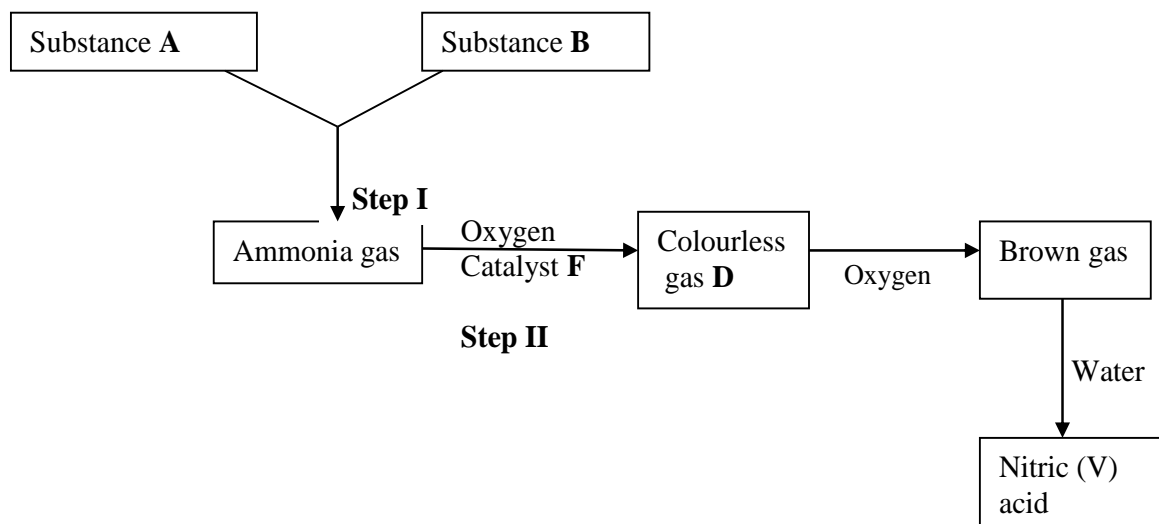 Substance A
Substance B
Step I
Ammonia gas
Oxygen
Catalyst F
Step II
Colourless
gas D
Oxygen
Brown gas
Water
Nitric (V)
acid